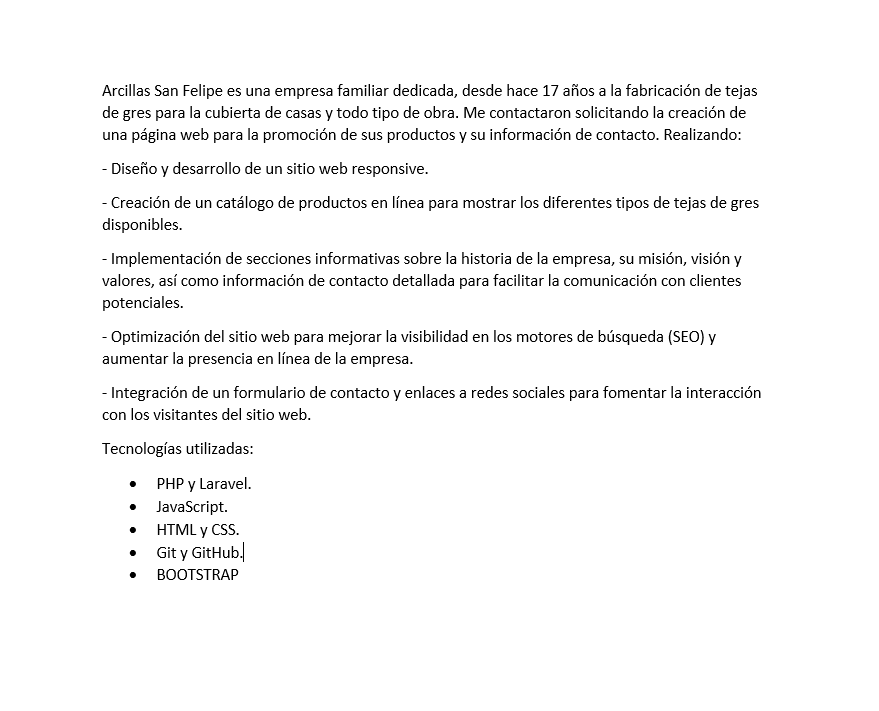 Arcillas San Felipe es una empresa familiar dedicada, desde hace 17 años a la fabricación de tejas
de gres para la cubierta de casas y todo tipo de obra. Me contactaron solicitando la creación de
una página web para la promoción de sus productos y su información de contacto. Realizando:
- Diseño y desarrollo de un sitio web responsive.
- Creación de un catálogo de productos en línea para mostrar los diferentes tipos de tejas de gres
disponibles.
- Implementación de secciones informativas sobre la historia de la empresa, su misión, visión y
valores, así como información de contacto detallada para facilitar la comunicación con clientes
potenciales.
- Optimización del sitio web para mejorar la visibilidad en los motores de búsqueda (SEO) y
aumentar la presencia en línea de la empresa.
- Integración de un formulario de contacto y enlaces a redes sociales para fomentar la interacción
con los visitantes del sitio web.
Tecnologías utilizadas:
• PHP y Laravel.
• JavaScript.
• HTML y CSS.
• Git y GitHub.
• BOOTSTRAP